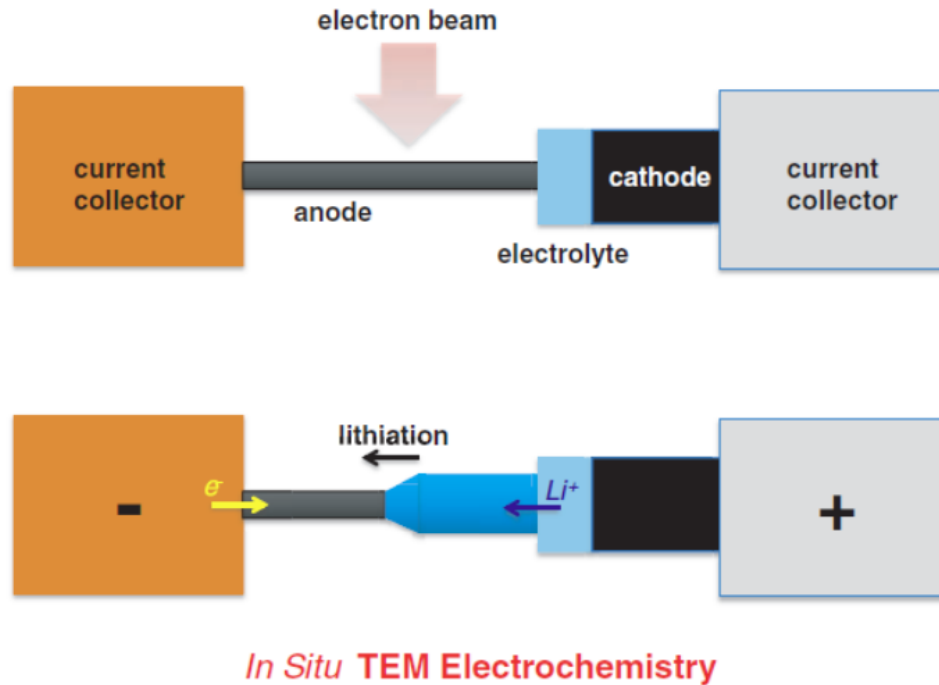 electron beam
current
collector
anode
electrolyte
cathode
current
collector
lithiation
e-
Li+
-
+
In Situ TEM Electrochemistry